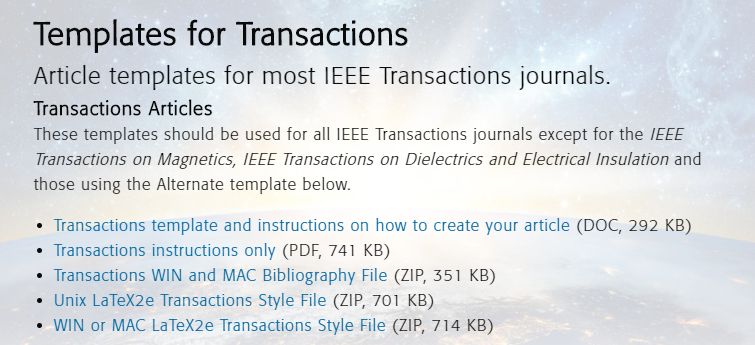 Templates for Transactions
Article templates for most IEEE Transactions journals.
Transactions Articles
These templates should be used for all IEEE Transactions journals except for the IEEE
Transactions on Magnetics, IEEE Transactions on Dielectrics and Electrical Insulation and
those using the Alternate template below.
• Transactions template and instructions on how to create your article (DOC, 292 KB)
• Transactions instructions only (PDF, 741 KB)
• Transactions WIN and MAC Bibliography File (ZIP, 351 KB)
• Unix LaTeX2e Transactions Style File (ZIP, 701 KB)
• WIN or MAC LaTeX2e Transactions Style File (ZIP, 714 KB)